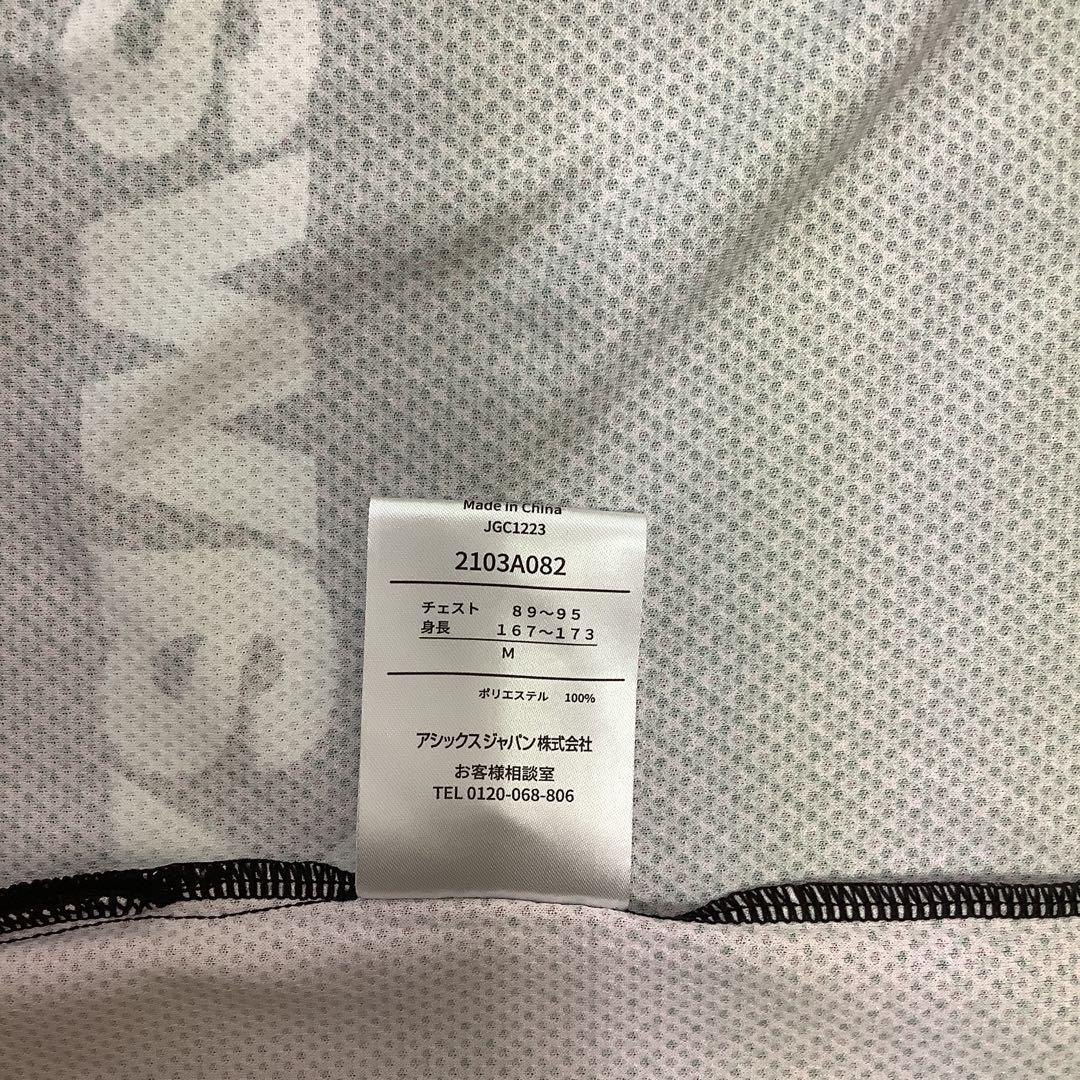 Made in China
JGC1223
2103A082
チェスト ８９～９５
身長 １６７～１７３
M
ポリエステル 100%
アシックスジャパン株式会社
お客様相談室
TEL 0120-068-806